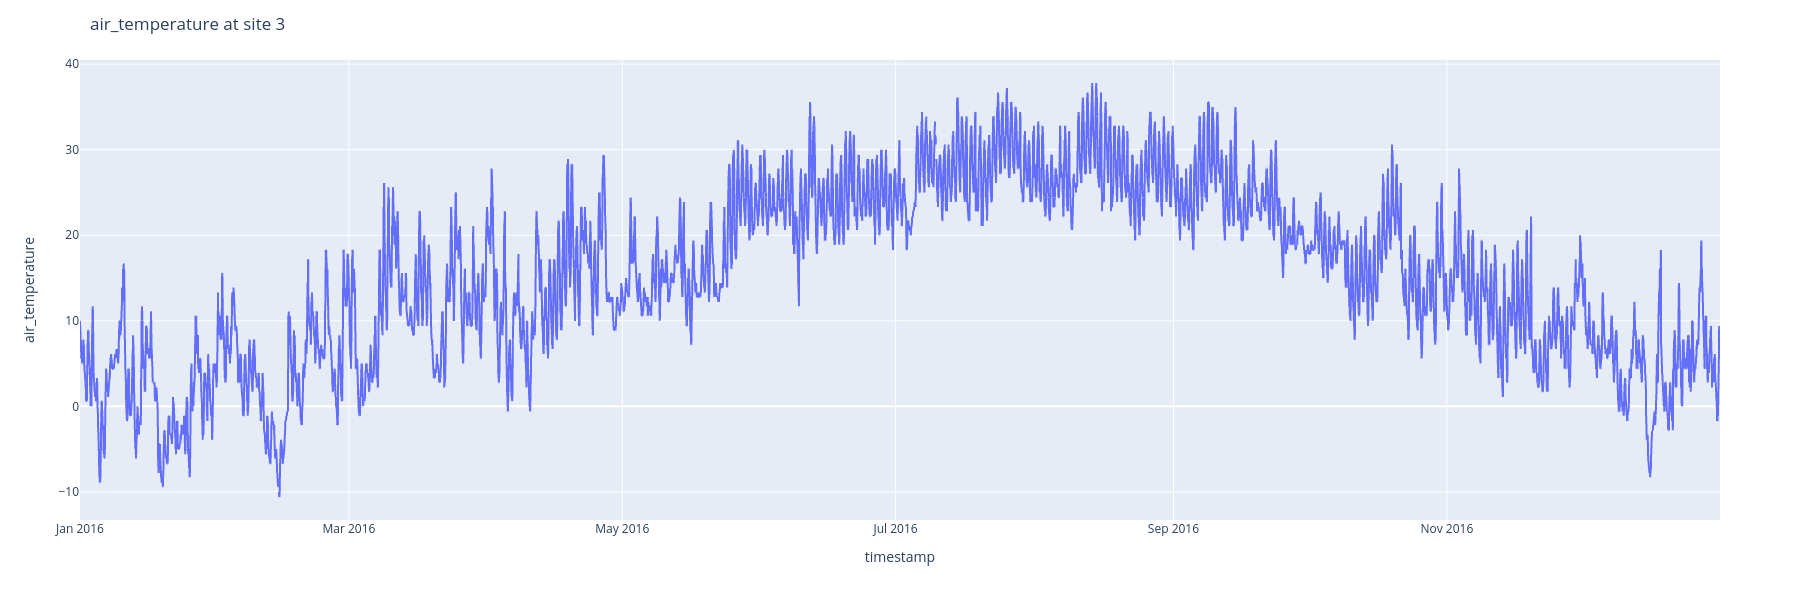 air_temperature at site 3
40
30
20
10
0
−10
air_temperature
Jan 2016
Mar 2016
May 2016
Jul 2016
Sep 2016
Nov 2016
timestamp